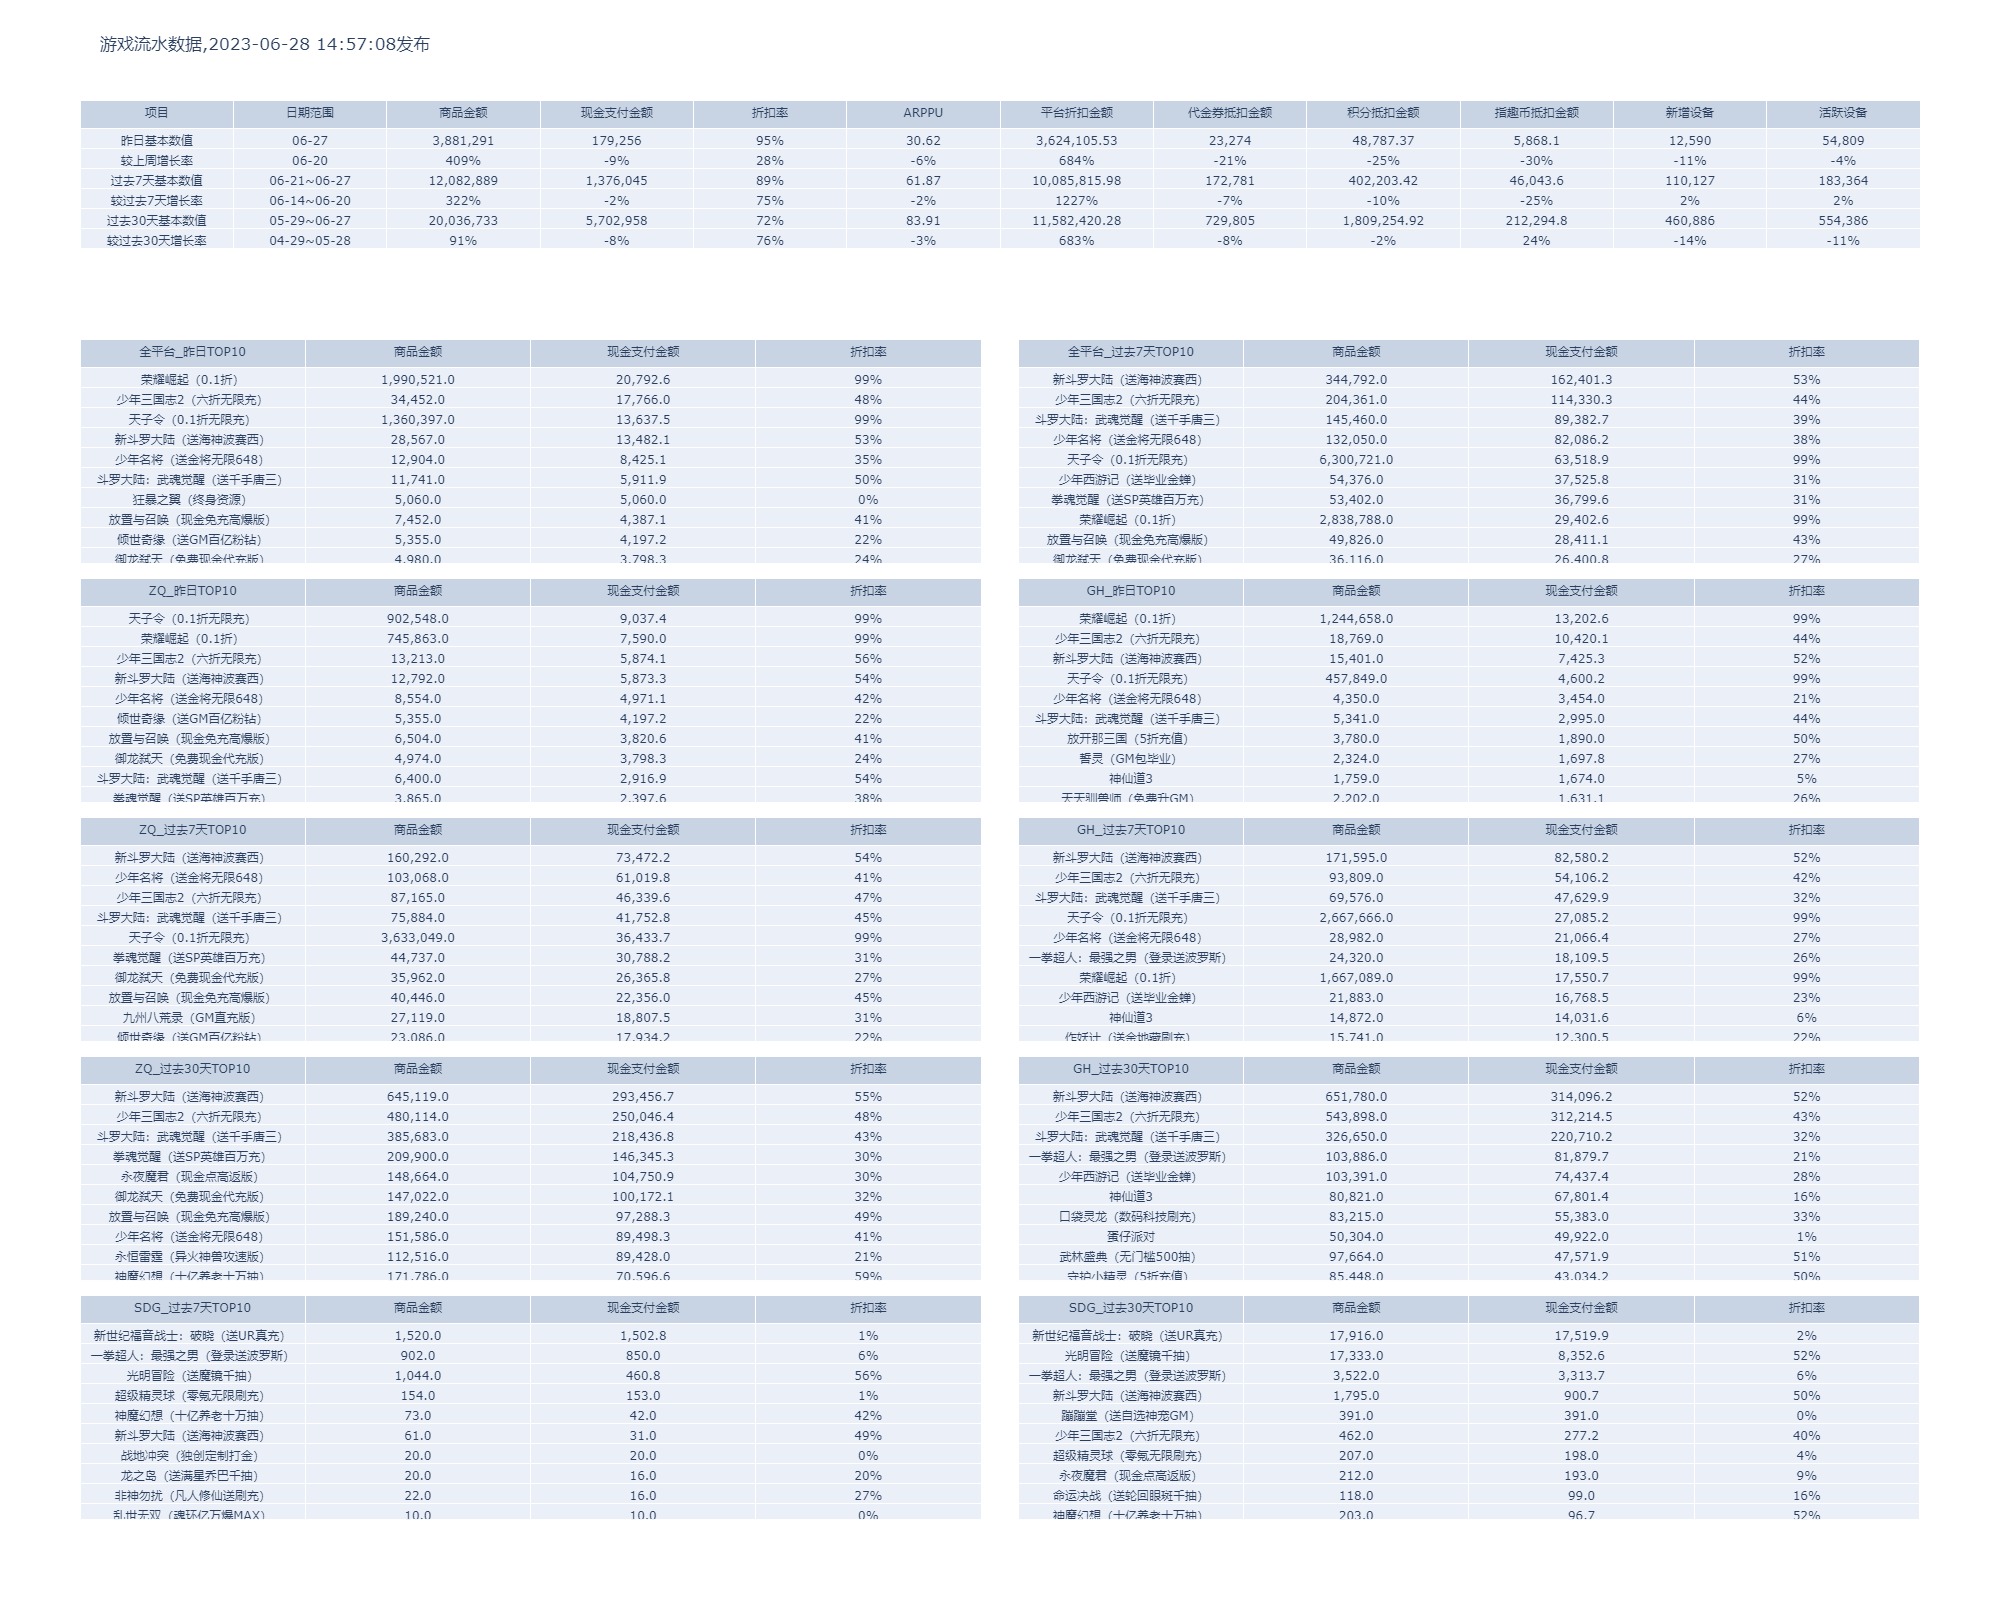 游戏流水数据,2023-06-28 14:57:08发布
项目 日期范围 商品金额 现金支付金额 折扣率 ARPPU 平台折扣金额 代金券抵扣金额 积分抵扣金额 指趣币抵扣金额 新增设备 活跃设备
昨日基本数值 06-27 3,881,291 179,256 95% 30.62 3,624,105.53 23,274 48,787.37 5,868.1 12,590 54,809
较上周增长率 06-20 409% -9% 28% -6% 684% -21% -25% -30% -11% -4%
过去7天基本数值 06-21~06-27 12,082,889 1,376,045 89% 61.87 10,085,815.98 172,781 402,203.42 46,043.6 110,127 183,364
较过去7天增长率 06-14~06-20 322% -2% 75% -2% 1227% -7% -10% -25% 2% 2%
过去30天基本数值 05-29~06-27 20,036,733 5,702,958 72% 83.91 11,582,420.28 729,805 1,809,254.92 212,294.8 460,886 554,386
较过去30天增长率 04-29~05-28 91% -8% 76% -3% 683% -8% -2% 24% -14% -11%
全平台_昨日TOP10 商品金额 现金支付金额 折扣率
荣耀崛起（0.1折） 1,990,521.0 20,792.6 99%
少年三国志2（六折无限充） 34,452.0 17,766.0 48%
天子令（0.1折无限充） 1,360,397.0 13,637.5 99%
新斗罗大陆（送海神波赛西） 28,567.0 13,482.1 53%
少年名将（送金将无限648） 12,904.0 8,425.1 35%
斗罗大陆：武魂觉醒（送千手唐三） 11,741.0 5,911.9 50%
狂暴之翼（终身资源） 5,060.0 5,060.0 0%
放置与召唤（现金免充高爆版） 7,452.0 4,387.1 41%
倾世奇缘（送GM百亿粉钻） 5,355.0 4,197.2 22%
御龙弑天（免费现金代充版） 4,980.0 3,798.3 24%
全平台_过去7天TOP10 商品金额 现金支付金额 折扣率
新斗罗大陆（送海神波赛西） 344,792.0 162,401.3 53%
少年三国志2（六折无限充） 204,361.0 114,330.3 44%
斗罗大陆：武魂觉醒（送千手唐三） 145,460.0 89,382.7 39%
少年名将（送金将无限648） 132,050.0 82,086.2 38%
天子令（0.1折无限充） 6,300,721.0 63,518.9 99%
少年西游记（送毕业金蝉） 54,376.0 37,525.8 31%
拳魂觉醒（送SP英雄百万充） 53,402.0 36,799.6 31%
荣耀崛起（0.1折） 2,838,788.0 29,402.6 99%
放置与召唤（现金免充高爆版） 49,826.0 28,411.1 43%
御龙弑天（免费现金代充版） 36,116.0 26,400.8 27%
ZQ_昨日TOP10 商品金额 现金支付金额 折扣率
天子令（0.1折无限充） 902,548.0 9,037.4 99%
荣耀崛起（0.1折） 745,863.0 7,590.0 99%
少年三国志2（六折无限充） 13,213.0 5,874.1 56%
新斗罗大陆（送海神波赛西） 12,792.0 5,873.3 54%
少年名将（送金将无限648） 8,554.0 4,971.1 42%
倾世奇缘（送GM百亿粉钻） 5,355.0 4,197.2 22%
放置与召唤（现金免充高爆版） 6,504.0 3,820.6 41%
御龙弑天（免费现金代充版） 4,974.0 3,798.3 24%
斗罗大陆：武魂觉醒（送千手唐三） 6,400.0 2,916.9 54%
拳魂觉醒（送SP英雄百万充） 3,865.0 2,397.6 38%
GH_昨日TOP10 商品金额 现金支付金额 折扣率
荣耀崛起（0.1折） 1,244,658.0 13,202.6 99%
少年三国志2（六折无限充） 18,769.0 10,420.1 44%
新斗罗大陆（送海神波赛西） 15,401.0 7,425.3 52%
天子令（0.1折无限充） 457,849.0 4,600.2 99%
少年名将（送金将无限648） 4,350.0 3,454.0 21%
斗罗大陆：武魂觉醒（送千手唐三） 5,341.0 2,995.0 44%
放开那三国（5折充值） 3,780.0 1,890.0 50%
誓灵（GM包毕业） 2,324.0 1,697.8 27%
神仙道3 1,759.0 1,674.0 5%
天天驯兽师（免费升GM） 2,202.0 1,631.1 26%
ZQ_过去7天TOP10 商品金额 现金支付金额 折扣率
新斗罗大陆（送海神波赛西） 160,292.0 73,472.2 54%
少年名将（送金将无限648） 103,068.0 61,019.8 41%
少年三国志2（六折无限充） 87,165.0 46,339.6 47%
斗罗大陆：武魂觉醒（送千手唐三） 75,884.0 41,752.8 45%
天子令（0.1折无限充） 3,633,049.0 36,433.7 99%
拳魂觉醒（送SP英雄百万充） 44,737.0 30,788.2 31%
御龙弑天（免费现金代充版） 35,962.0 26,365.8 27%
放置与召唤（现金免充高爆版） 40,446.0 22,356.0 45%
九州八荒录（GM直充版） 27,119.0 18,807.5 31%
倾世奇缘（送GM百亿粉钻） 23,086.0 17,934.2 22%
GH_过去7天TOP10 商品金额 现金支付金额 折扣率
新斗罗大陆（送海神波赛西） 171,595.0 82,580.2 52%
少年三国志2（六折无限充） 93,809.0 54,106.2 42%
斗罗大陆：武魂觉醒（送千手唐三） 69,576.0 47,629.9 32%
天子令（0.1折无限充） 2,667,666.0 27,085.2 99%
少年名将（送金将无限648） 28,982.0 21,066.4 27%
一拳超人：最强之男（登录送波罗斯） 24,320.0 18,109.5 26%
荣耀崛起（0.1折） 1,667,089.0 17,550.7 99%
少年西游记（送毕业金蝉） 21,883.0 16,768.5 23%
神仙道3 14,872.0 14,031.6 6%
作妖计（送金地藏刷充） 15,741.0 12,300.5 22%
ZQ_过去30天TOP10 商品金额 现金支付金额 折扣率
新斗罗大陆（送海神波赛西） 645,119.0 293,456.7 55%
少年三国志2（六折无限充） 480,114.0 250,046.4 48%
斗罗大陆：武魂觉醒（送千手唐三） 385,683.0 218,436.8 43%
拳魂觉醒（送SP英雄百万充） 209,900.0 146,345.3 30%
永夜魔君（现金点高返版） 148,664.0 104,750.9 30%
御龙弑天（免费现金代充版） 147,022.0 100,172.1 32%
放置与召唤（现金免充高爆版） 189,240.0 97,288.3 49%
少年名将（送金将无限648） 151,586.0 89,498.3 41%
永恒雷霆（异火神兽攻速版） 112,516.0 89,428.0 21%
神魔幻想（十亿养老十万抽） 171,786.0 70,596.6 59%
GH_过去30天TOP10 商品金额 现金支付金额 折扣率
新斗罗大陆（送海神波赛西） 651,780.0 314,096.2 52%
少年三国志2（六折无限充） 543,898.0 312,214.5 43%
斗罗大陆：武魂觉醒（送千手唐三） 326,650.0 220,710.2 32%
一拳超人：最强之男（登录送波罗斯） 103,886.0 81,879.7 21%
少年西游记（送毕业金蝉） 103,391.0 74,437.4 28%
神仙道3 80,821.0 67,801.4 16%
口袋灵龙（数码科技刷充） 83,215.0 55,383.0 33%
蛋仔派对 50,304.0 49,922.0 1%
武林盛典（无门槛500抽） 97,664.0 47,571.9 51%
守护小精灵（5折充值） 85,448.0 43,034.2 50%
SDG_过去7天TOP10 商品金额 现金支付金额 折扣率
新世纪福音战士：破晓（送UR真充） 1,520.0 1,502.8 1%
一拳超人：最强之男（登录送波罗斯） 902.0 850.0 6%
光明冒险（送魔镜千抽） 1,044.0 460.8 56%
超级精灵球（零氪无限刷充） 154.0 153.0 1%
神魔幻想（十亿养老十万抽） 73.0 42.0 42%
新斗罗大陆（送海神波赛西） 61.0 31.0 49%
战地冲突（独创定制打金） 20.0 20.0 0%
龙之岛（送满星乔巴千抽） 20.0 16.0 20%
非神勿扰（凡人修仙送刷充） 22.0 16.0 27%
乱世无双（魂环亿万爆MAX） 10.0 10.0 0%
SDG_过去30天TOP10 商品金额 现金支付金额 折扣率
新世纪福音战士：破晓（送UR真充） 17,916.0 17,519.9 2%
光明冒险（送魔镜千抽） 17,333.0 8,352.6 52%
一拳超人：最强之男（登录送波罗斯） 3,522.0 3,313.7 6%
新斗罗大陆（送海神波赛西） 1,795.0 900.7 50%
蹦蹦堂（送自选神宠GM） 391.0 391.0 0%
少年三国志2（六折无限充） 462.0 277.2 40%
超级精灵球（零氪无限刷充） 207.0 198.0 4%
永夜魔君（现金点高返版） 212.0 193.0 9%
命运决战（送轮回眼斑千抽） 118.0 99.0 16%
神魔幻想（十亿养老十万抽） 203.0 96.7 52%